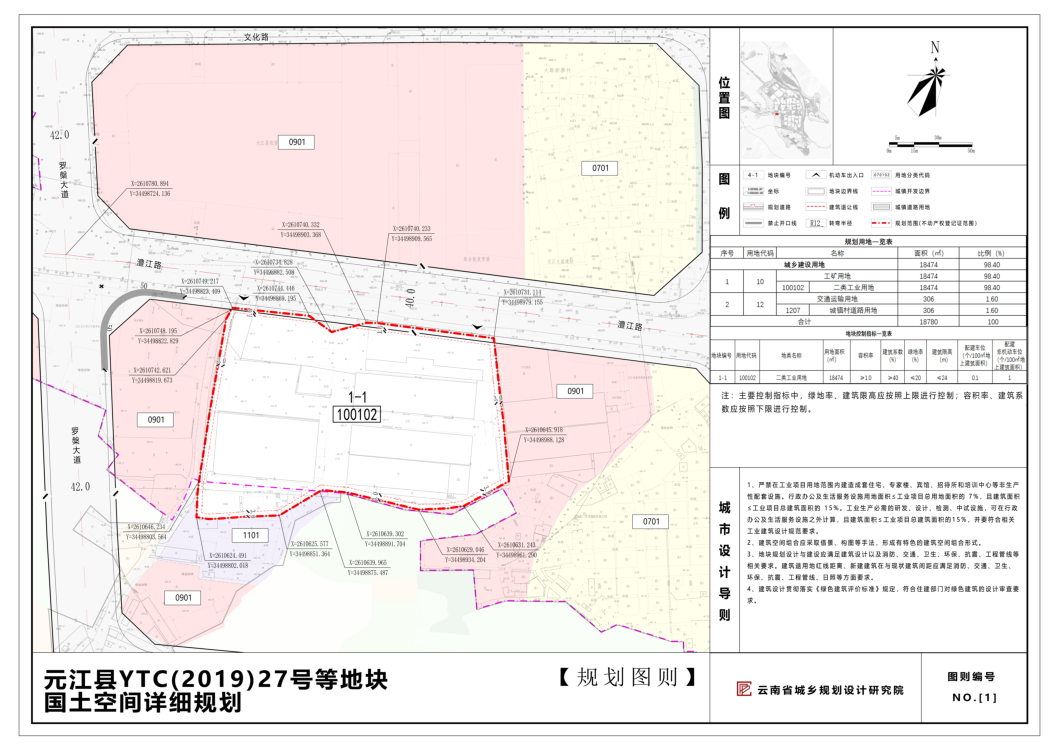 文化路
42.0
罗槃大道
0901
0701
X=2610780.894
Y=34498724.136
X=2610740.332
Y=34498903.368
X=2610740.233
Y=34498909.565
X=2610734.828
Y=34498882.508
澧江路
X=2610749.217
Y=34498829.409
X=2610744.446
Y=34498869.195
50
40.0
X=2610734.114
Y=34498979.155
澧江路
X=2610748.195
Y=34498822.829
X=2610742.621
Y=34498819.673
1-1
100102
0901
0901
X=2610645.918
Y=34498988.128
罗槃大道
42.0
X=2610646.234
Y=34498803.564
1101
X=2610624.491
Y=34498802.018
X=2610625.577
Y=34498851.364
X=2610639.302
Y=34498891.704
X=2610639.965
Y=34498875.487
X=2610629.046
Y=34498934.204
X=2610631.243
Y=34498961.290
0701
0901
位置图
N
5m 30m
0m 15m 50m
图例
4-1 地块编号
机动车出入口
用地分类代码
坐标
地块边界线
城镇开发边界
规划道路
建筑退让线
城镇道路用地
禁止开口线
R12 转弯半径
规划范围(不动产权登记证范围)
规划用地一览表
序号 用地代码 名称 面积（㎡） 比例（%）
城乡建设用地 18474 98.40
1 10 工矿用地 18474 98.40
100102 二类工业用地 18474 98.40
2 12 交通运输用地 306 1.60
1207 城镇村道路用地 306 1.60
合计 18780 100
地块控制指标一览表
地块编号 用地代码 地类名称 用地面积（㎡） 容积率 建筑系数（%） 绿地率（%） 建筑限高（m） 配建车位（个/100㎡地上建筑面积） 配建非机动车位（个/100㎡地上建筑面积）
1-1 100102 二类工业用地 18474 ≥1.0 ≥40 ≤20 ≤24 0.1 1
注：主要控制指标中，绿地率、建筑限高应按照上限进行控制；容积率、建筑系
数应按照下限进行控制。
城市设计导则
1、严禁在工业项目用地范围内建造成套住宅、专家楼、宾馆、招待所和培训中心等非生产
性配套设施。行政办公及生活服务设施用地面积≤工业项目总用地面积的 7%，且建筑面积
≤工业项目总建筑面积的 15%。工业生产必需的研发、设计、检测、中试设施，可在行政
办公及生活服务设施之外计算，且建筑面积≤工业项目总建筑面积的15%，并要符合相关
工业建筑设计规范要求。
2、建筑空间组合应采取借景、构图等手法，形成有特色的建筑空间组合形式。
3、地块规划设计与建设应满足建筑设计以及消防、交通、卫生、环保、抗震、工程管线等
相关要求。建筑退用地红线距离、新建建筑在与现状建筑间距应满足消防、交通、卫生、
环保、抗震、工程管线、日照等方面要求。
4、建筑设计贯彻落实《绿色建筑评价标准》规定，符合住建部门对绿色建筑的设计审查要
求。
元江县YTC(2019)27号等地块
国土空间详细规划
【规划图则】
云南省城乡规划设计研究院
图则编号
NO.[1]